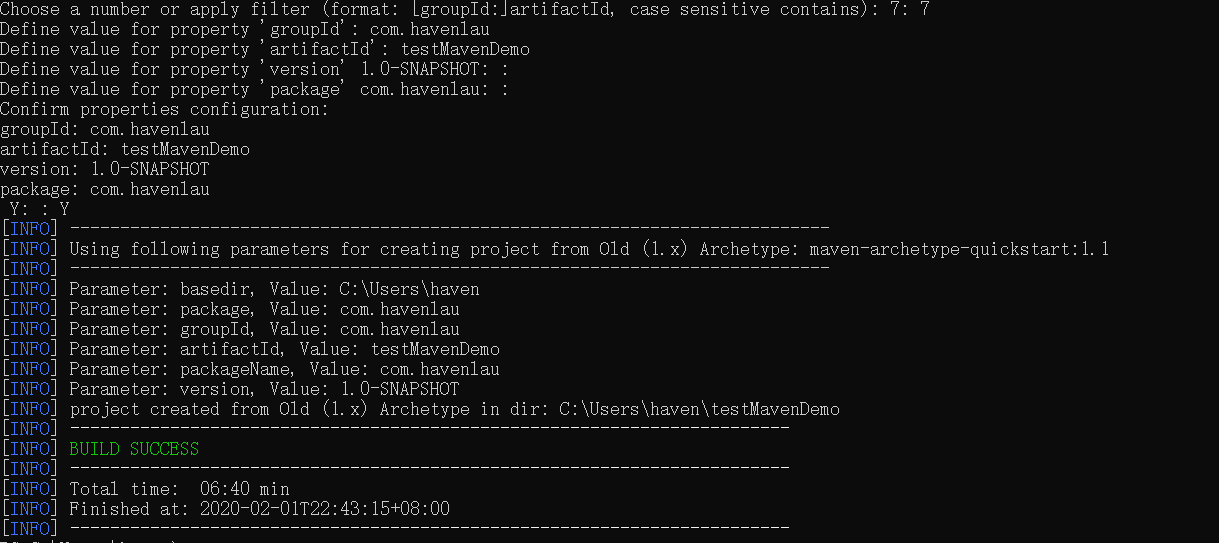 Choose a number or apply filter (format: [groupId:]artifactId, case sensitive contains): 7: 7
Define value for property 'groupId': com.havenlau
Define value for property 'artifactId': testMavenDemo
Define value for property 'version' 1.0-SNAPSHOT: :
Define value for property 'package' com.havenlau: :
Confirm properties configuration:
groupId: com.havenlau
artifactId: testMavenDemo
version: 1.0-SNAPSHOT
package: com.havenlau
 Y: : Y
[INFO] ----------------------------------------------------------------------------
[INFO] Using following parameters for creating project from Old (1.x) Archetype: maven-archetype-quickstart:1.1
[INFO] ----------------------------------------------------------------------------
[INFO] Parameter: basedir, Value: C:\Users\haven
[INFO] Parameter: package, Value: com.havenlau
[INFO] Parameter: groupId, Value: com.havenlau
[INFO] Parameter: artifactId, Value: testMavenDemo
[INFO] Parameter: packageName, Value: com.havenlau
[INFO] Parameter: version, Value: 1.0-SNAPSHOT
[INFO] project created from Old (1.x) Archetype in dir: C:\Users\haven\testMavenDemo
[INFO] ------------------------------------------------------------------------
[INFO] BUILD SUCCESS
[INFO] ------------------------------------------------------------------------
[INFO] Total time:  06:40 min
[INFO] Finished at: 2020-02-01T22:43:15+08:00
[INFO] ------------------------------------------------------------------------